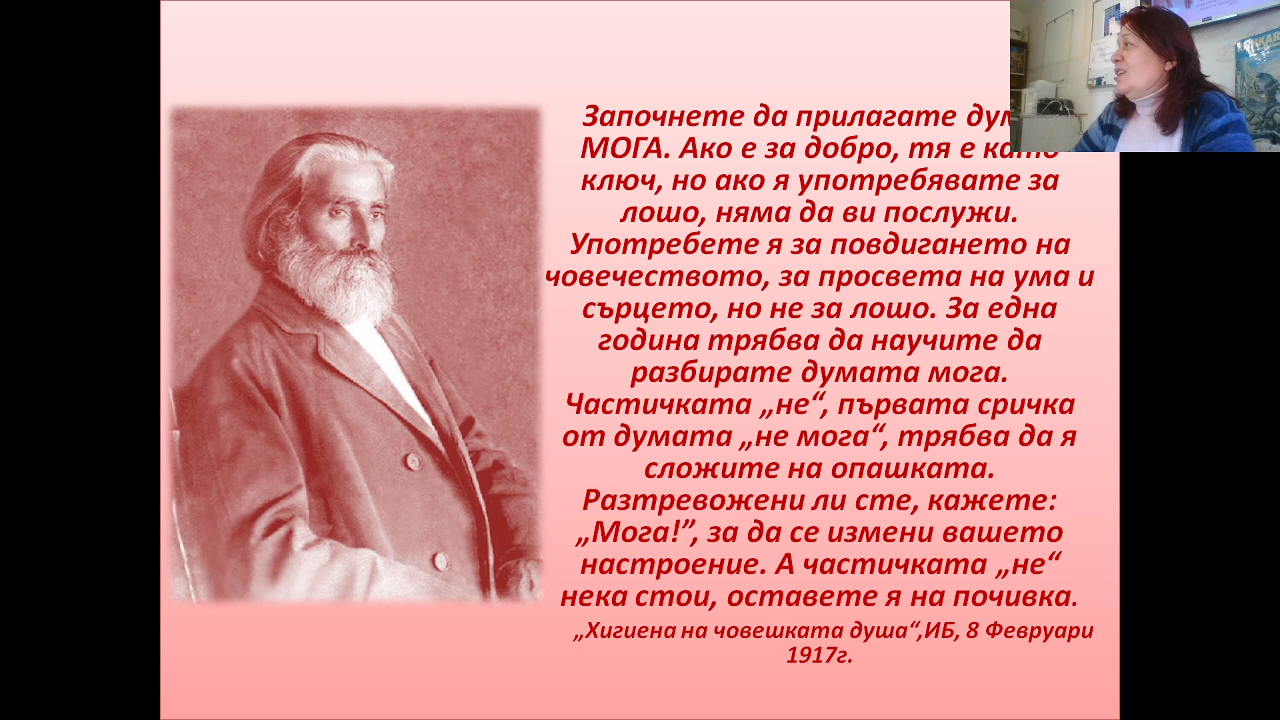 Започнете да прилагате
МОГА. Ако е за добро, тя е като
ключ, но ако я употребявате за
лошо, няма да ви послужи.
Употребете я за повдигането на
човечеството, за просвета на ума и
сърцето, но не за лошо. За една
година трябва да научите да
разбирате думата мога.
Частичката „не“, първата сричка
от думата „не мога“, трябва да я
сложите на опашката.
Разтревожени ли сте, кажете:
„Мога!”, за да се измени вашето
настроение. А частичката „не“
нека стои, оставете я на почивка.
„Хигиена на човешката душа“,ИБ, 8 Февруари
1917г.